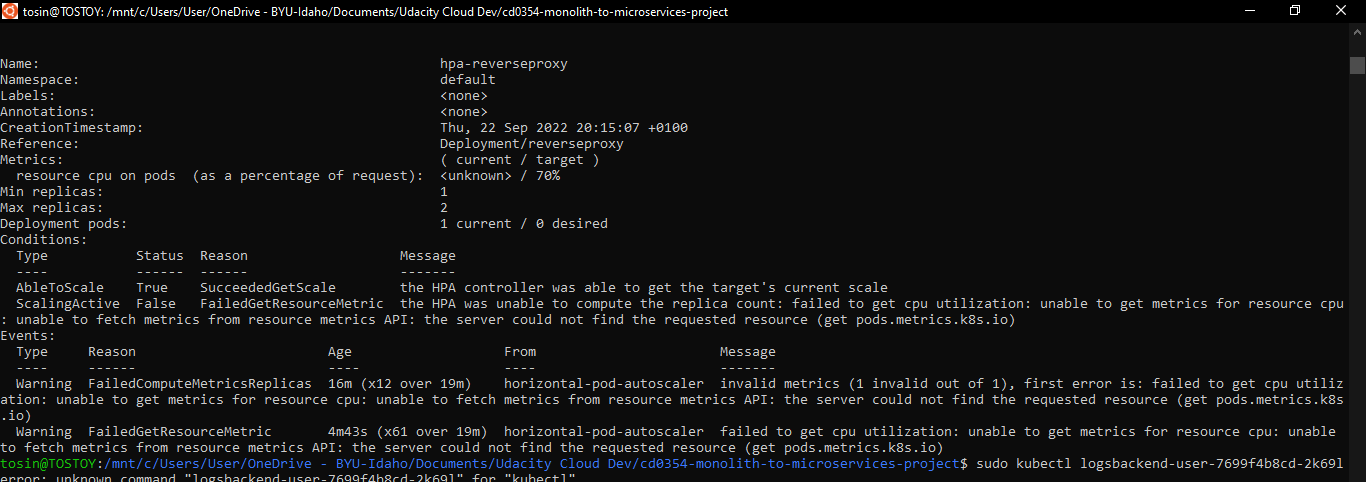 tosin@TOSTOY: /mnt/c/Users/User/OneDrive - BYU-Idaho/Documents/Udacity Cloud Dev/cd0354-monolith-to-microservices-project
Name: hpa-reverseproxy
Namespace: default
Labels: <none>
Annotations: <none>
CreationTimestamp: Thu, 22 Sep 2022 20:15:07 +0100
Reference: Deployment/reverseproxy
Metrics: ( current / target )
resource cpu on pods (as a percentage of request): <unknown> / 70%
Min replicas: 1
Max replicas: 2
Deployment pods: 1 current / 0 desired
Conditions:
Type Status Reason Message
---- ------ ------ -------
AbleToScale True SucceededGetScale the HPA controller was able to get the target's current scale
ScalingActive False FailedGetResourceMetric the HPA was unable to compute the replica count: failed to get cpu utilization: unable to get metrics for resource cpu
: unable to fetch metrics from resource metrics API: the server could not find the requested resource (get pods.metrics.k8s.io)
Events:
Type Reason Age From Message
---- ------ ---- ---- -------
Warning FailedComputeMetricsReplicas 16m (x12 over 19m) horizontal-pod-autoscaler invalid metrics (1 invalid out of 1), first error is: failed to get cpu utiliz
ation: unable to get metrics for resource cpu: unable to fetch metrics from resource metrics API: the server could not find the requested resource (get pods.metrics.k8s
.io)
Warning FailedGetResourceMetric 4m43s (x61 over 19m) horizontal-pod-autoscaler failed to get cpu utilization: unable to get metrics for resource cpu: unable
to fetch metrics from resource metrics API: the server could not find the requested resource (get pods.metrics.k8s.io)
tosin@TOSTOY:/mnt/c/Users/User/OneDrive - BYU-Idaho/Documents/Udacity Cloud Dev/cd0354-monolith-to-microservices-project$ sudo kubectl logsbackend-user-7699f4b8cd-2k69l
error: unknown command "logsbackend-user-7699f4b8cd-2k69l" for "kubectl"